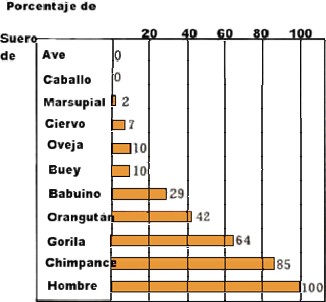 Porcentaje de
Suero de
20 40 60 80 100
Ave 0
Caballo 0
Marsupial 2
Ciervo 7
Oveja 10
Buey 10
Babuino 29
Orangután 42
Gorila 64
Chimpance 85
Hombre 100